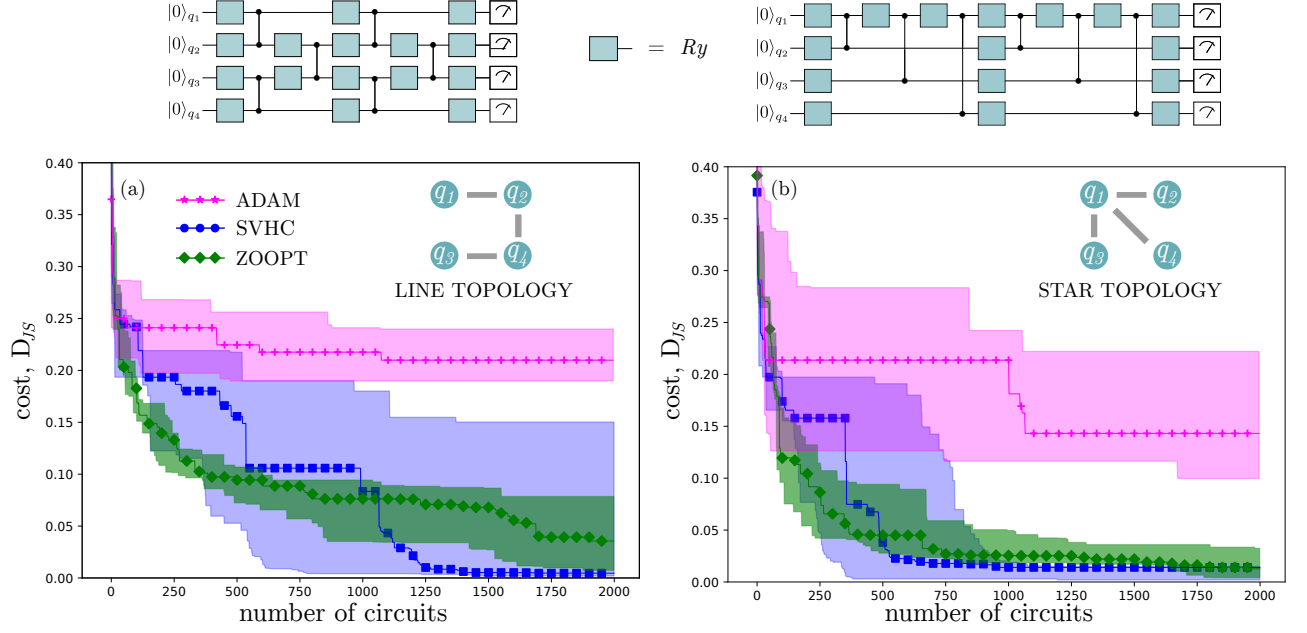 |0⟩q1
|0⟩q2
|0⟩q3
|0⟩q4
= Ry
|0⟩q1
|0⟩q2
|0⟩q3
|0⟩q4
(a)
ADAM
SVHC
ZOOPT
q1 q2
q3 q4
LINE TOPOLOGY
cost, D_JS
0.40
0.35
0.30
0.25
0.20
0.15
0.10
0.05
0.00
0 250 500 750 1000 1250 1500 1750 2000
number of circuits
(b)
q1 q2
q3 q4
STAR TOPOLOGY
cost, D_JS
0.40
0.35
0.30
0.25
0.20
0.15
0.10
0.05
0.00
0 250 500 750 1000 1250 1500 1750 2000
number of circuits